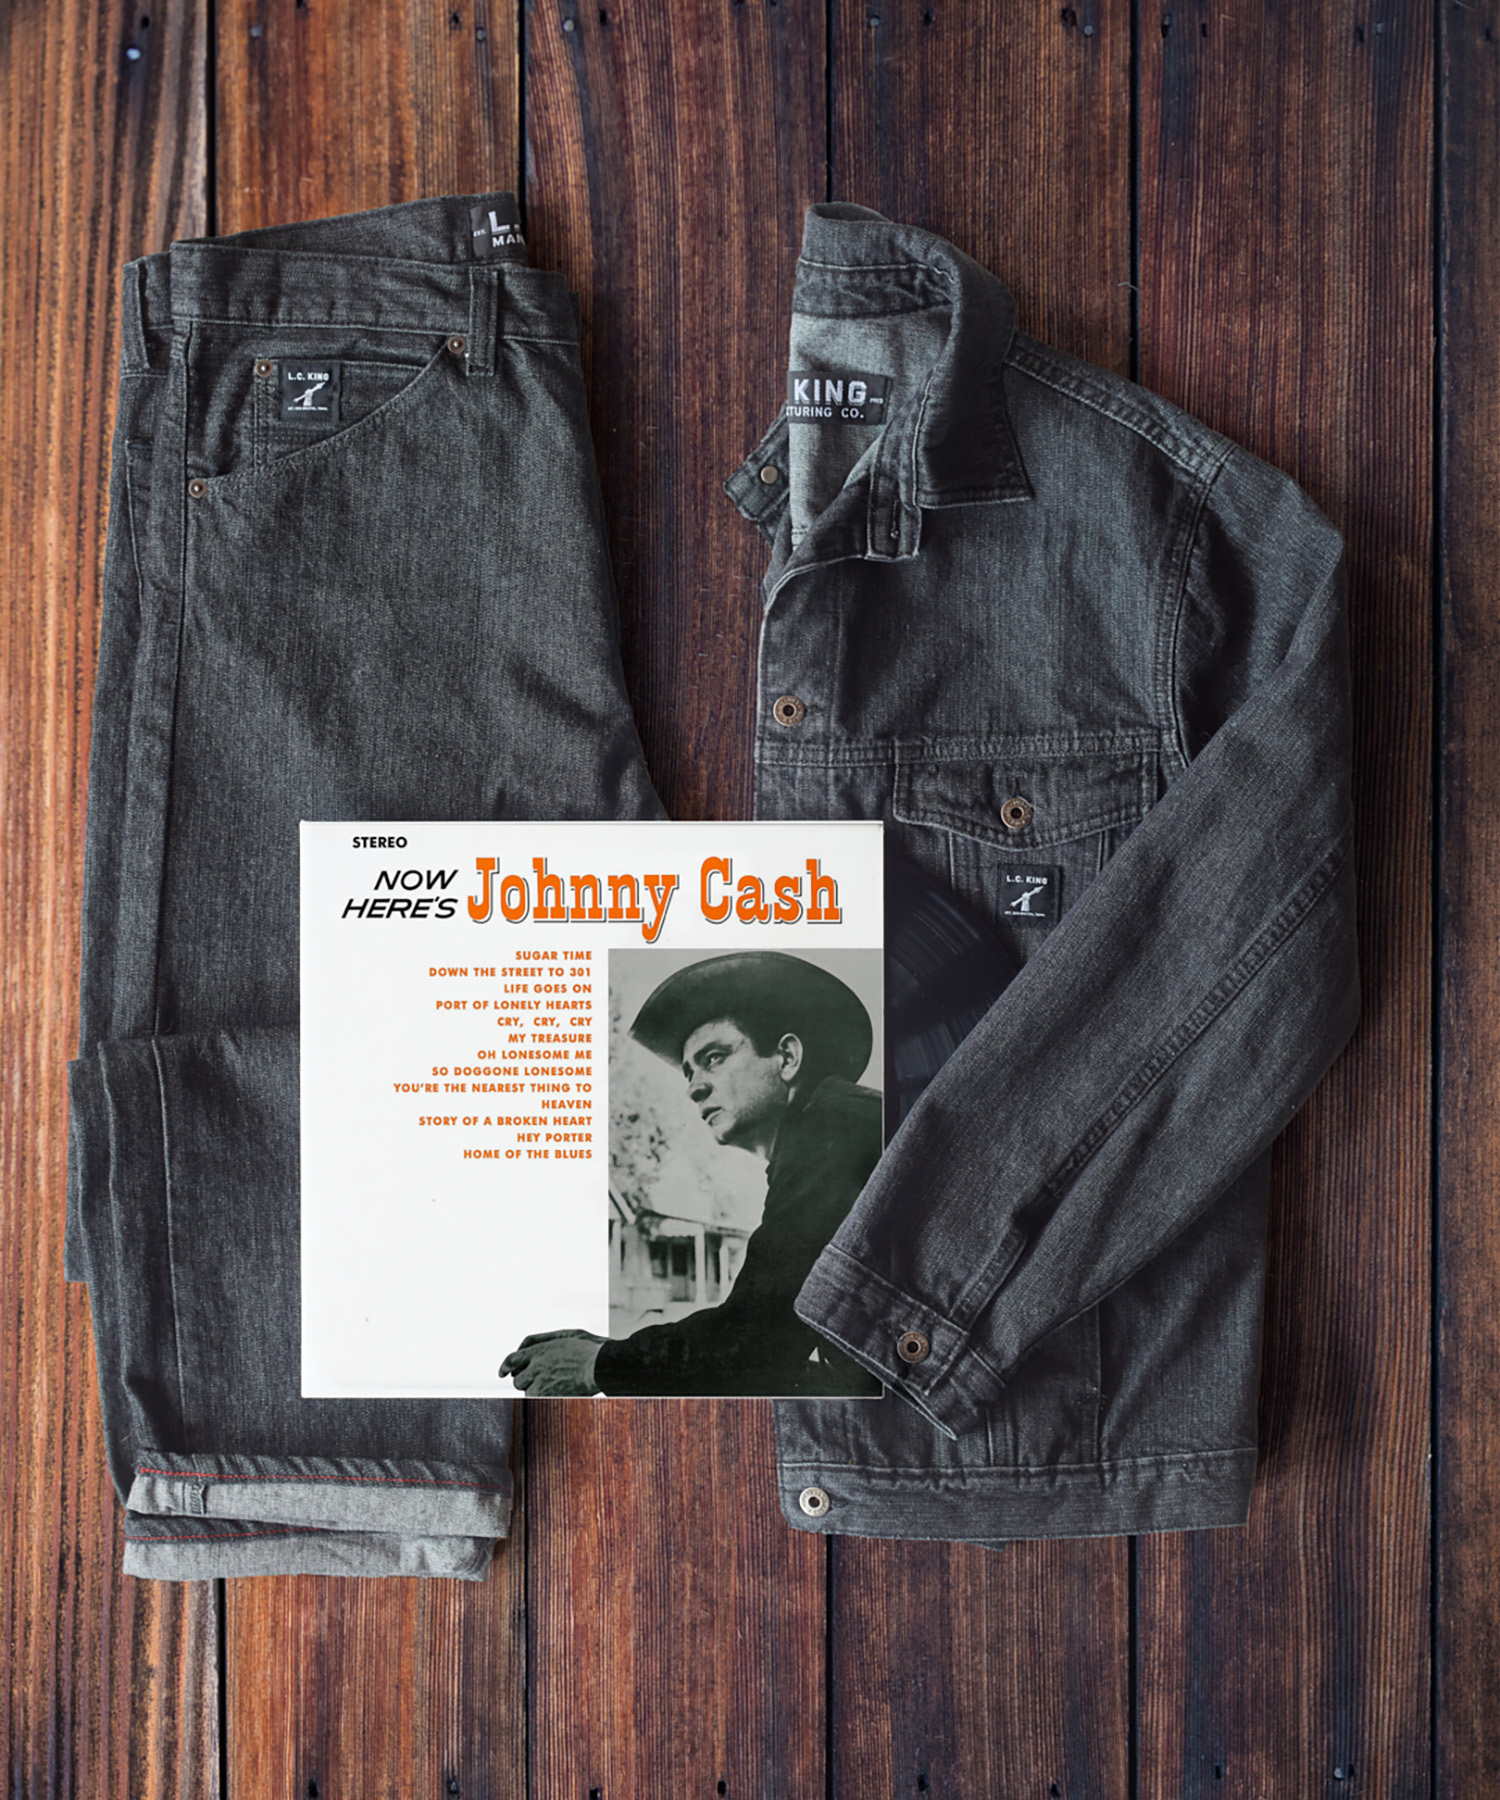 L.
MAN
L.C. KING
KING
TURING CO.
L.C. KING
STEREO
NOW
HERE'S Johnny Cash
SUGAR TIME
DOWN THE STREET TO 301
LIFE GOES ON
PORT OF LONELY HEARTS
CRY, CRY, CRY
MY TREASURE
OH LONESOME ME
SO DOGGONE LONESOME
YOU'RE THE NEAREST THING TO
HEAVEN
STORY OF A BROKEN HEART
HEY PORTER
HOME OF THE BLUES